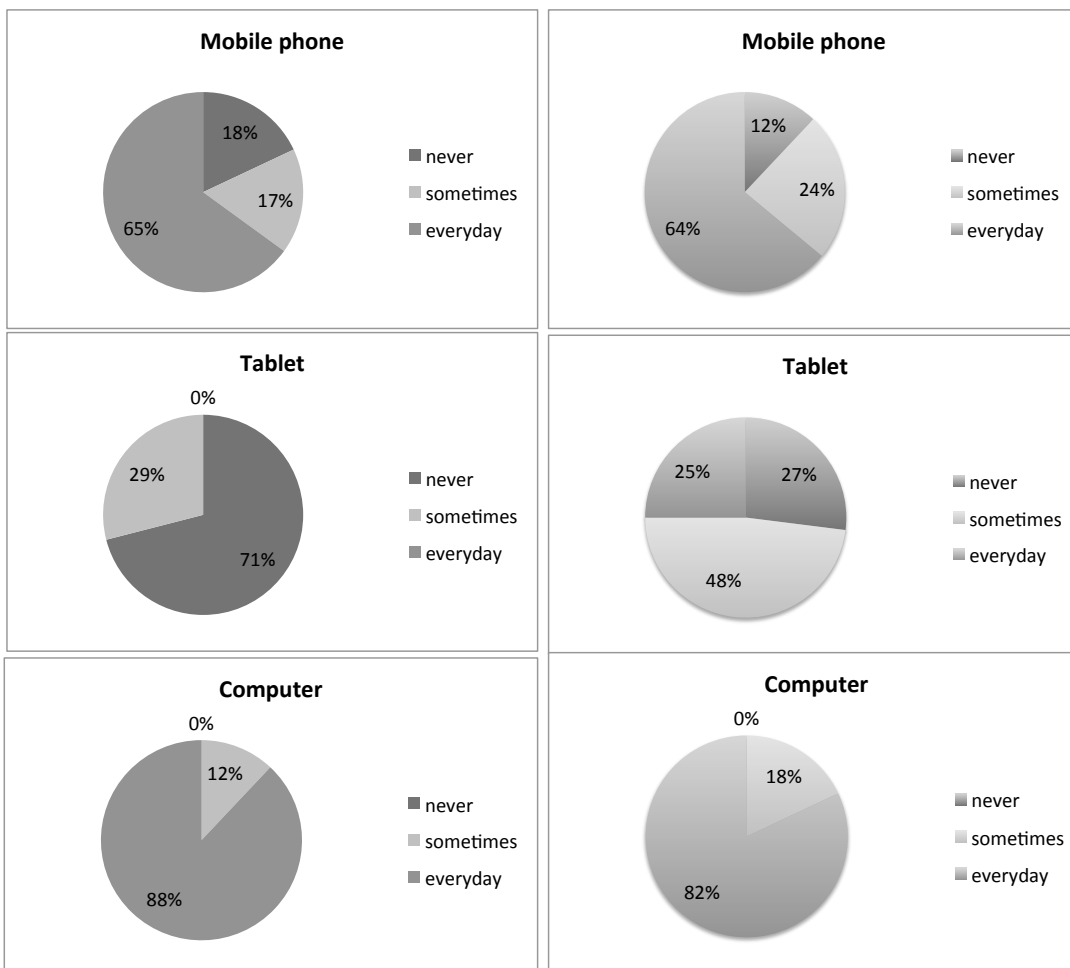 Mobile phone
18%
17%
65%
never
sometimes
everyday
Mobile phone
12%
24%
64%
never
sometimes
everyday
Tablet
0%
29%
71%
never
sometimes
everyday
Tablet
25%
27%
48%
never
sometimes
everyday
Computer
0%
12%
88%
never
sometimes
everyday
Computer
0%
18%
82%
never
sometimes
everyday